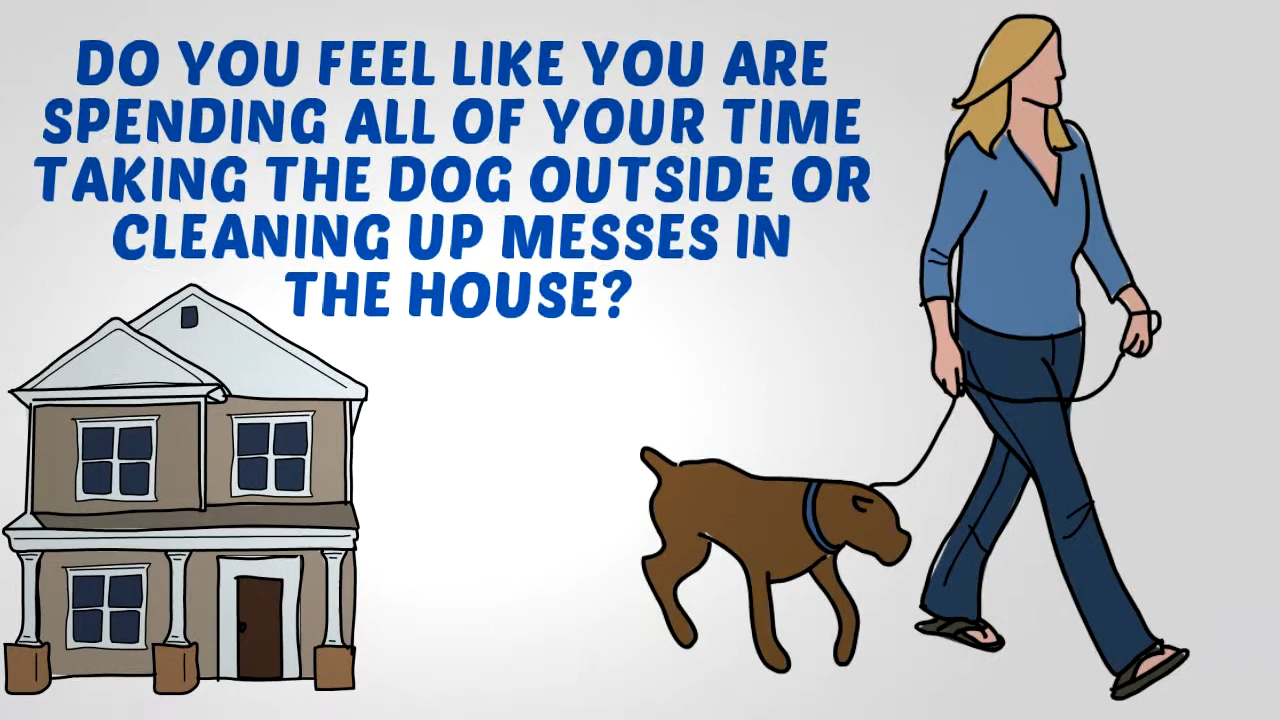 DO YOU FEEL LIKE YOU ARE
SPENDING ALL OF YOUR TIME
TAKING THE DOG OUTSIDE OR
CLEANING UP MESSES IN
THE HOUSE?